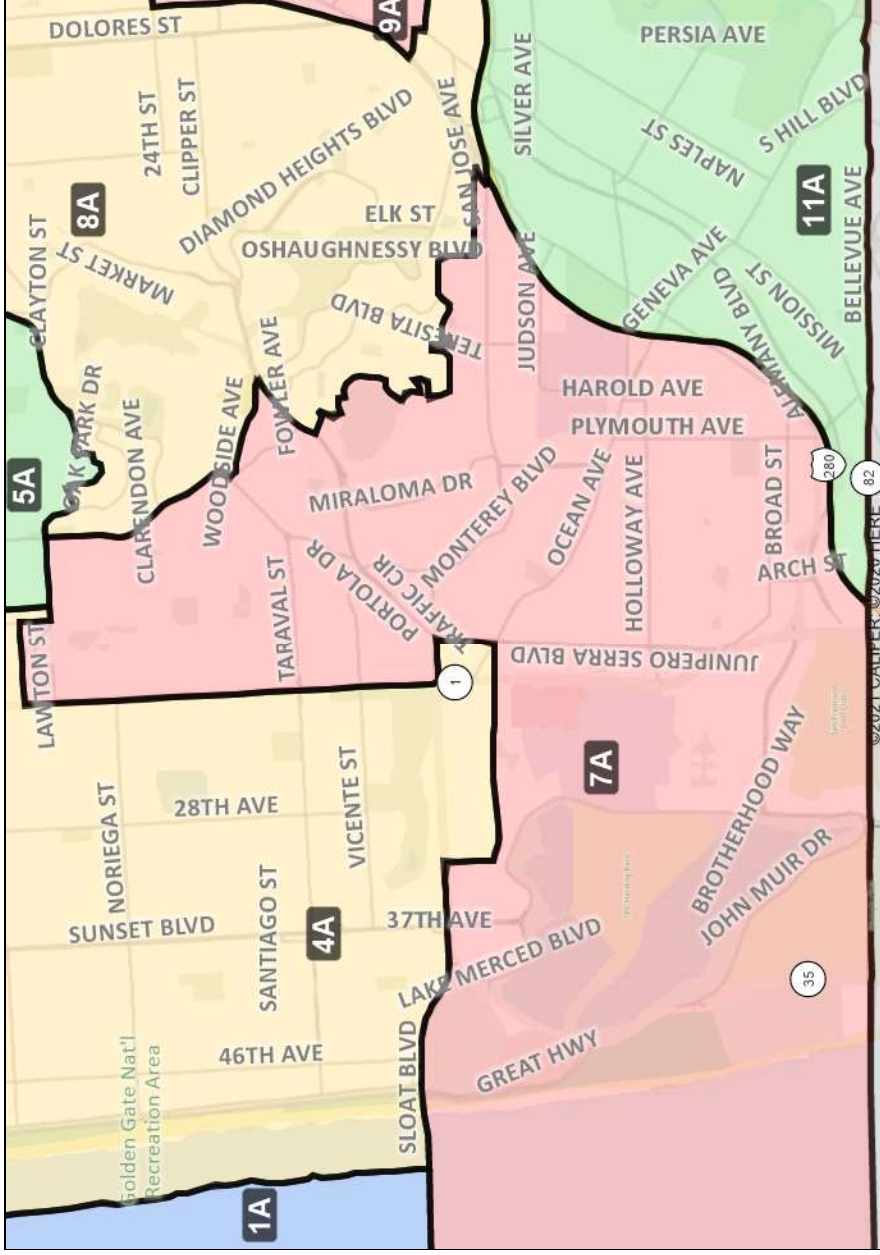 DOLORES ST
9A
PERSIA AVE
SILVER AVE
24TH ST
CLIPPER ST
DIAMOND HEIGHTS BLVD
SAN JOSE AVE
NAPLES ST
S HILL BLVD
8A
ELK ST
OSHAUGHNESSY BLVD
11A
BELLEVUE AVE
CLAYTON ST
MARKET ST
TERESITA BLVD
JUDSON AVE
GENEVA AVE
ALEMANY BLVD
MISSION ST
FOWLER AVE
HAROLD AVE
PLYMOUTH AVE
5A
OAK PARK DR
CLARENDON AVE
WOODSIDE AVE
MIRALOMA DR
MONTEREY BLVD
OCEAN AVE
HOLLOWAY AVE
BROAD ST
280
82
ARCH ST
PORTOLA DR
TRAFFIC CIR
TARAVAL ST
LAWTON ST
1
JUNIPERO SERRA BLVD
©2021 CALIPER; ©2020 HERE
7A
NORIEGA ST
28TH AVE
VICENTE ST
BROTHERHOOD WAY
JOHN MUIR DR
SUNSET BLVD
SANTIAGO ST
4A
37TH AVE
LAKE MERCED BLVD
35
46TH AVE
SLOAT BLVD
GREAT HWY
Golden Gate Nat'l
Recreation Area
1A